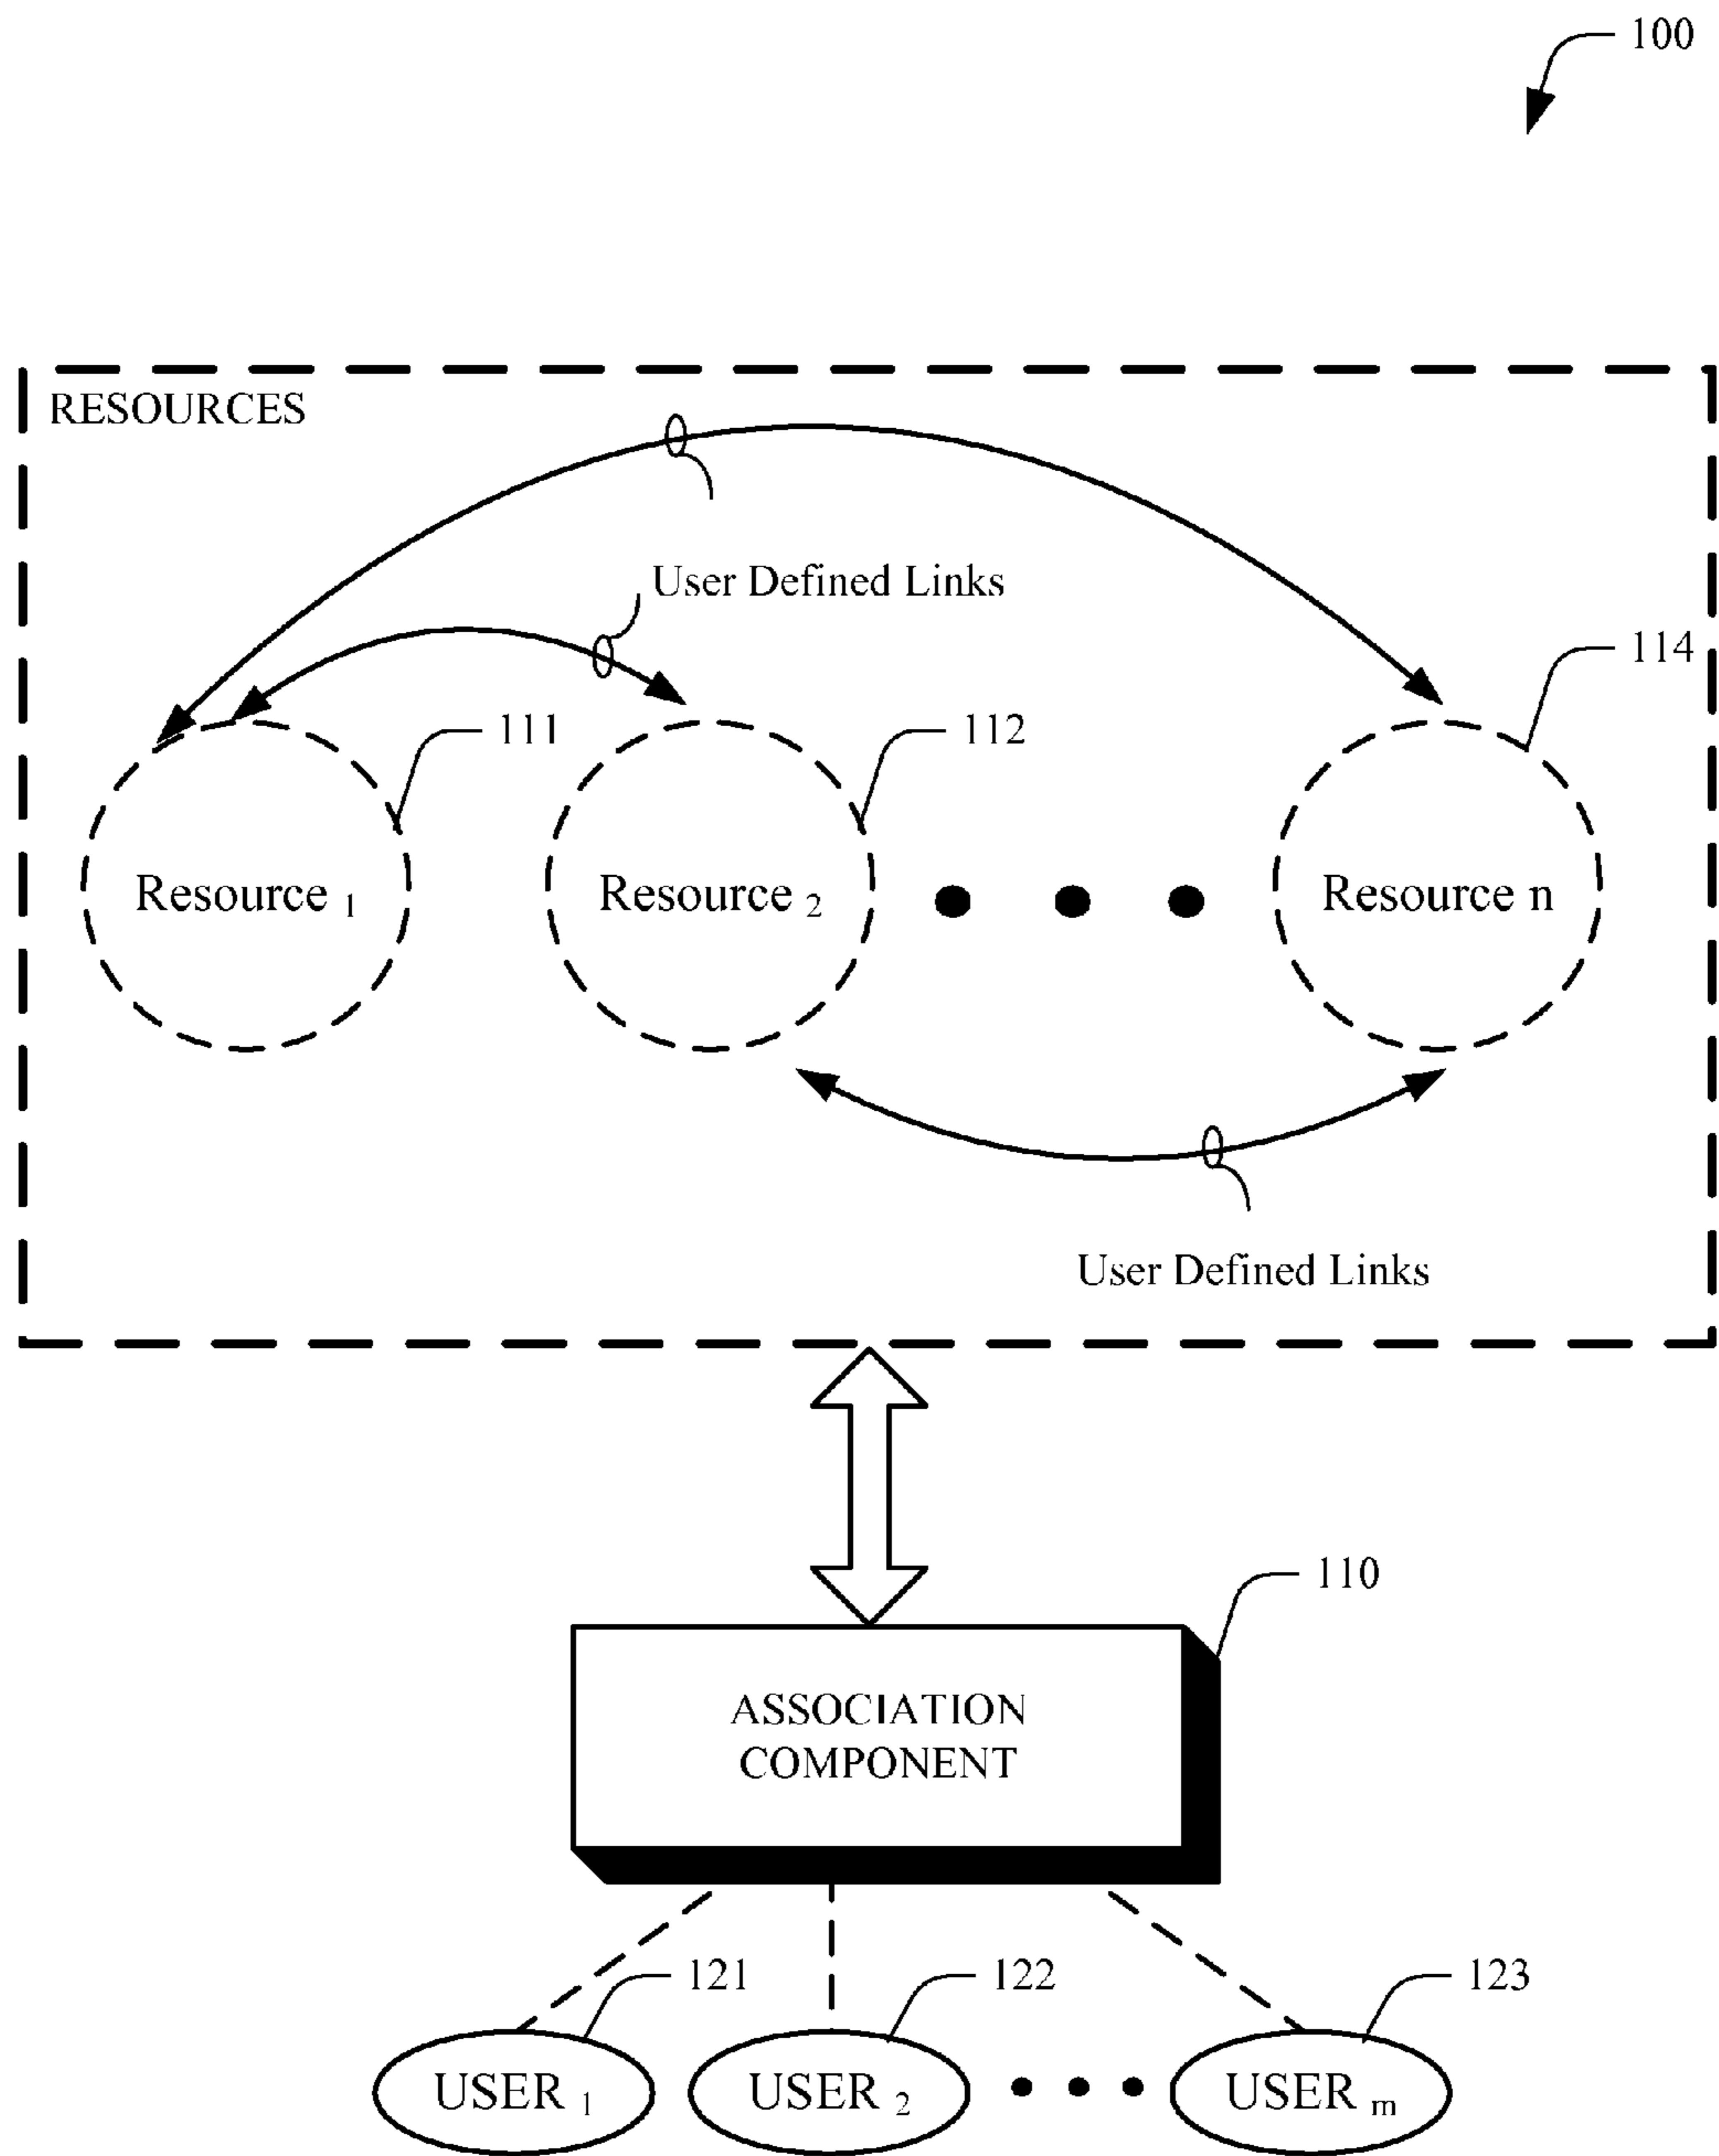 100
RESOURCES
User Defined Links
114
111
112
Resource 1
Resource 2
Resource n
User Defined Links
110
ASSOCIATION
COMPONENT
121
122
123
USER 1
USER 2
USER m